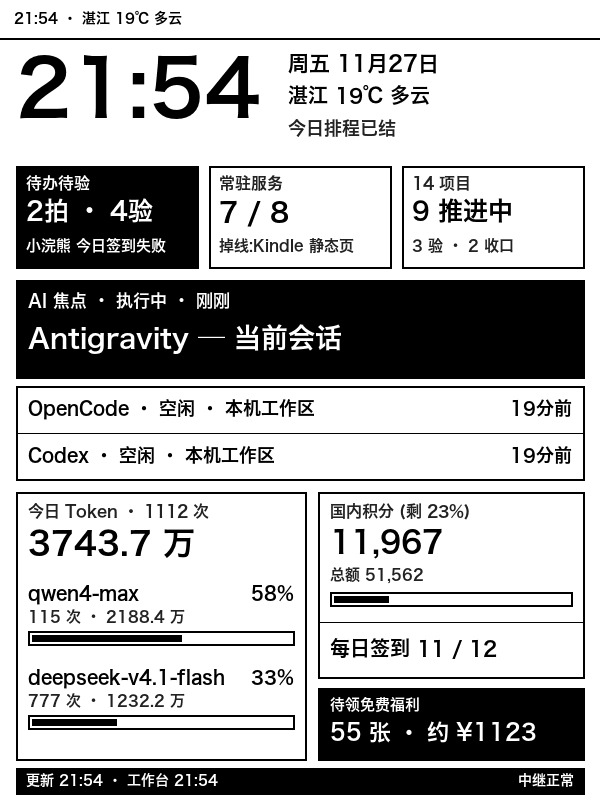 21:54 · 湛江 19℃ 多云
21:54
周五 11月27日
湛江 19℃ 多云
今日排程已结
待办待验
2拍 · 4验
小浣熊 今日签到失败
常驻服务
7 / 8
掉线:Kindle 静态页
14 项目
9 推进中
3 验 · 2 收口
AI 焦点 · 执行中 · 刚刚
Antigravity — 当前会话
OpenCode · 空闲 · 本机工作区 19分前
Codex · 空闲 · 本机工作区 19分前
今日 Token · 1112 次
3743.7 万
qwen4-max 58%
115 次 · 2188.4 万
deepseek-v4.1-flash 33%
777 次 · 1232.2 万
国内积分 (剩 23%)
11,967
总额 51,562
每日签到 11 / 12
待领免费福利
55 张 · 约 ¥1123
更新 21:54 · 工作台 21:54 中继正常